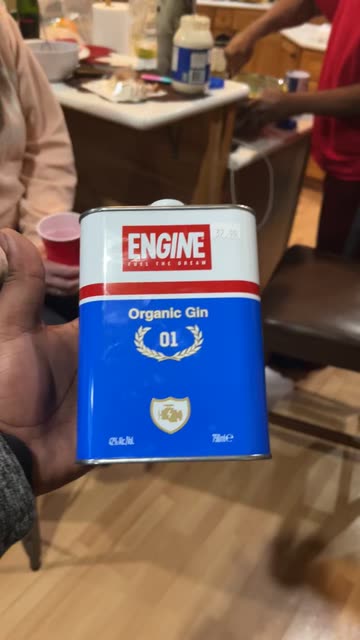 ENGINE
FUEL THE DREAM
Organic Gin
01
42% Alc./Vol.
750ml℮